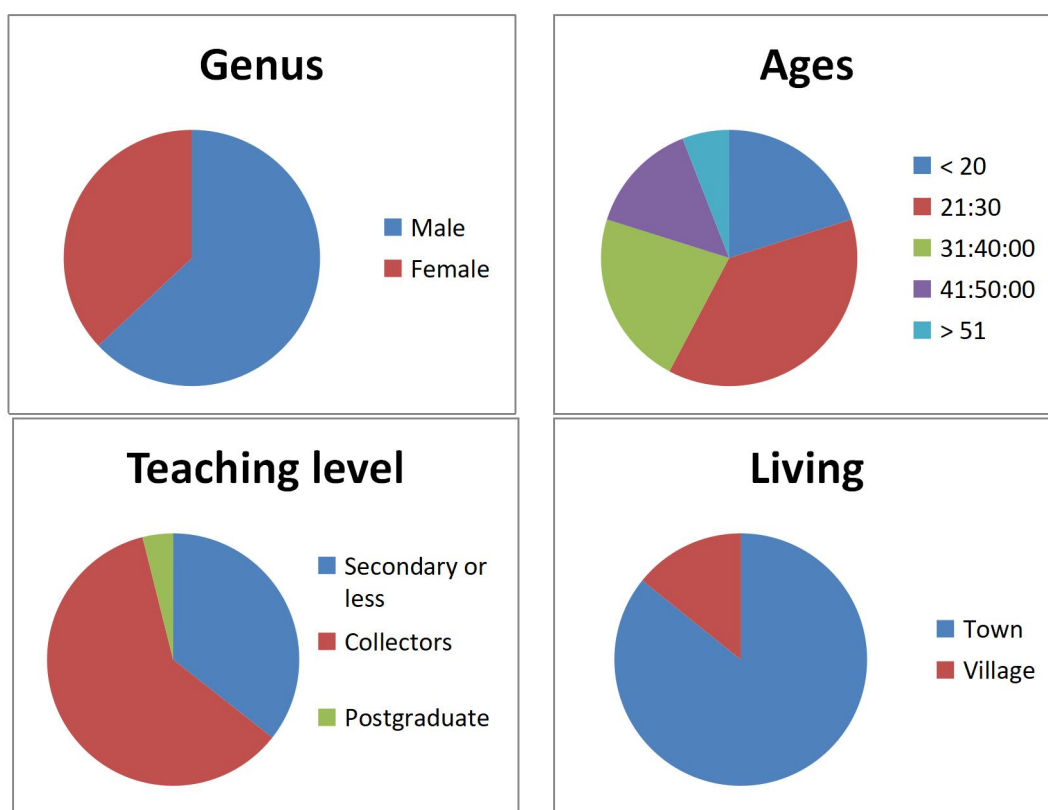 Genus
Male
Female
Ages
< 20
21:30
31:40:00
41:50:00
> 51
Teaching level
Secondary or
less
Collectors
Postgraduate
Living
Town
Village